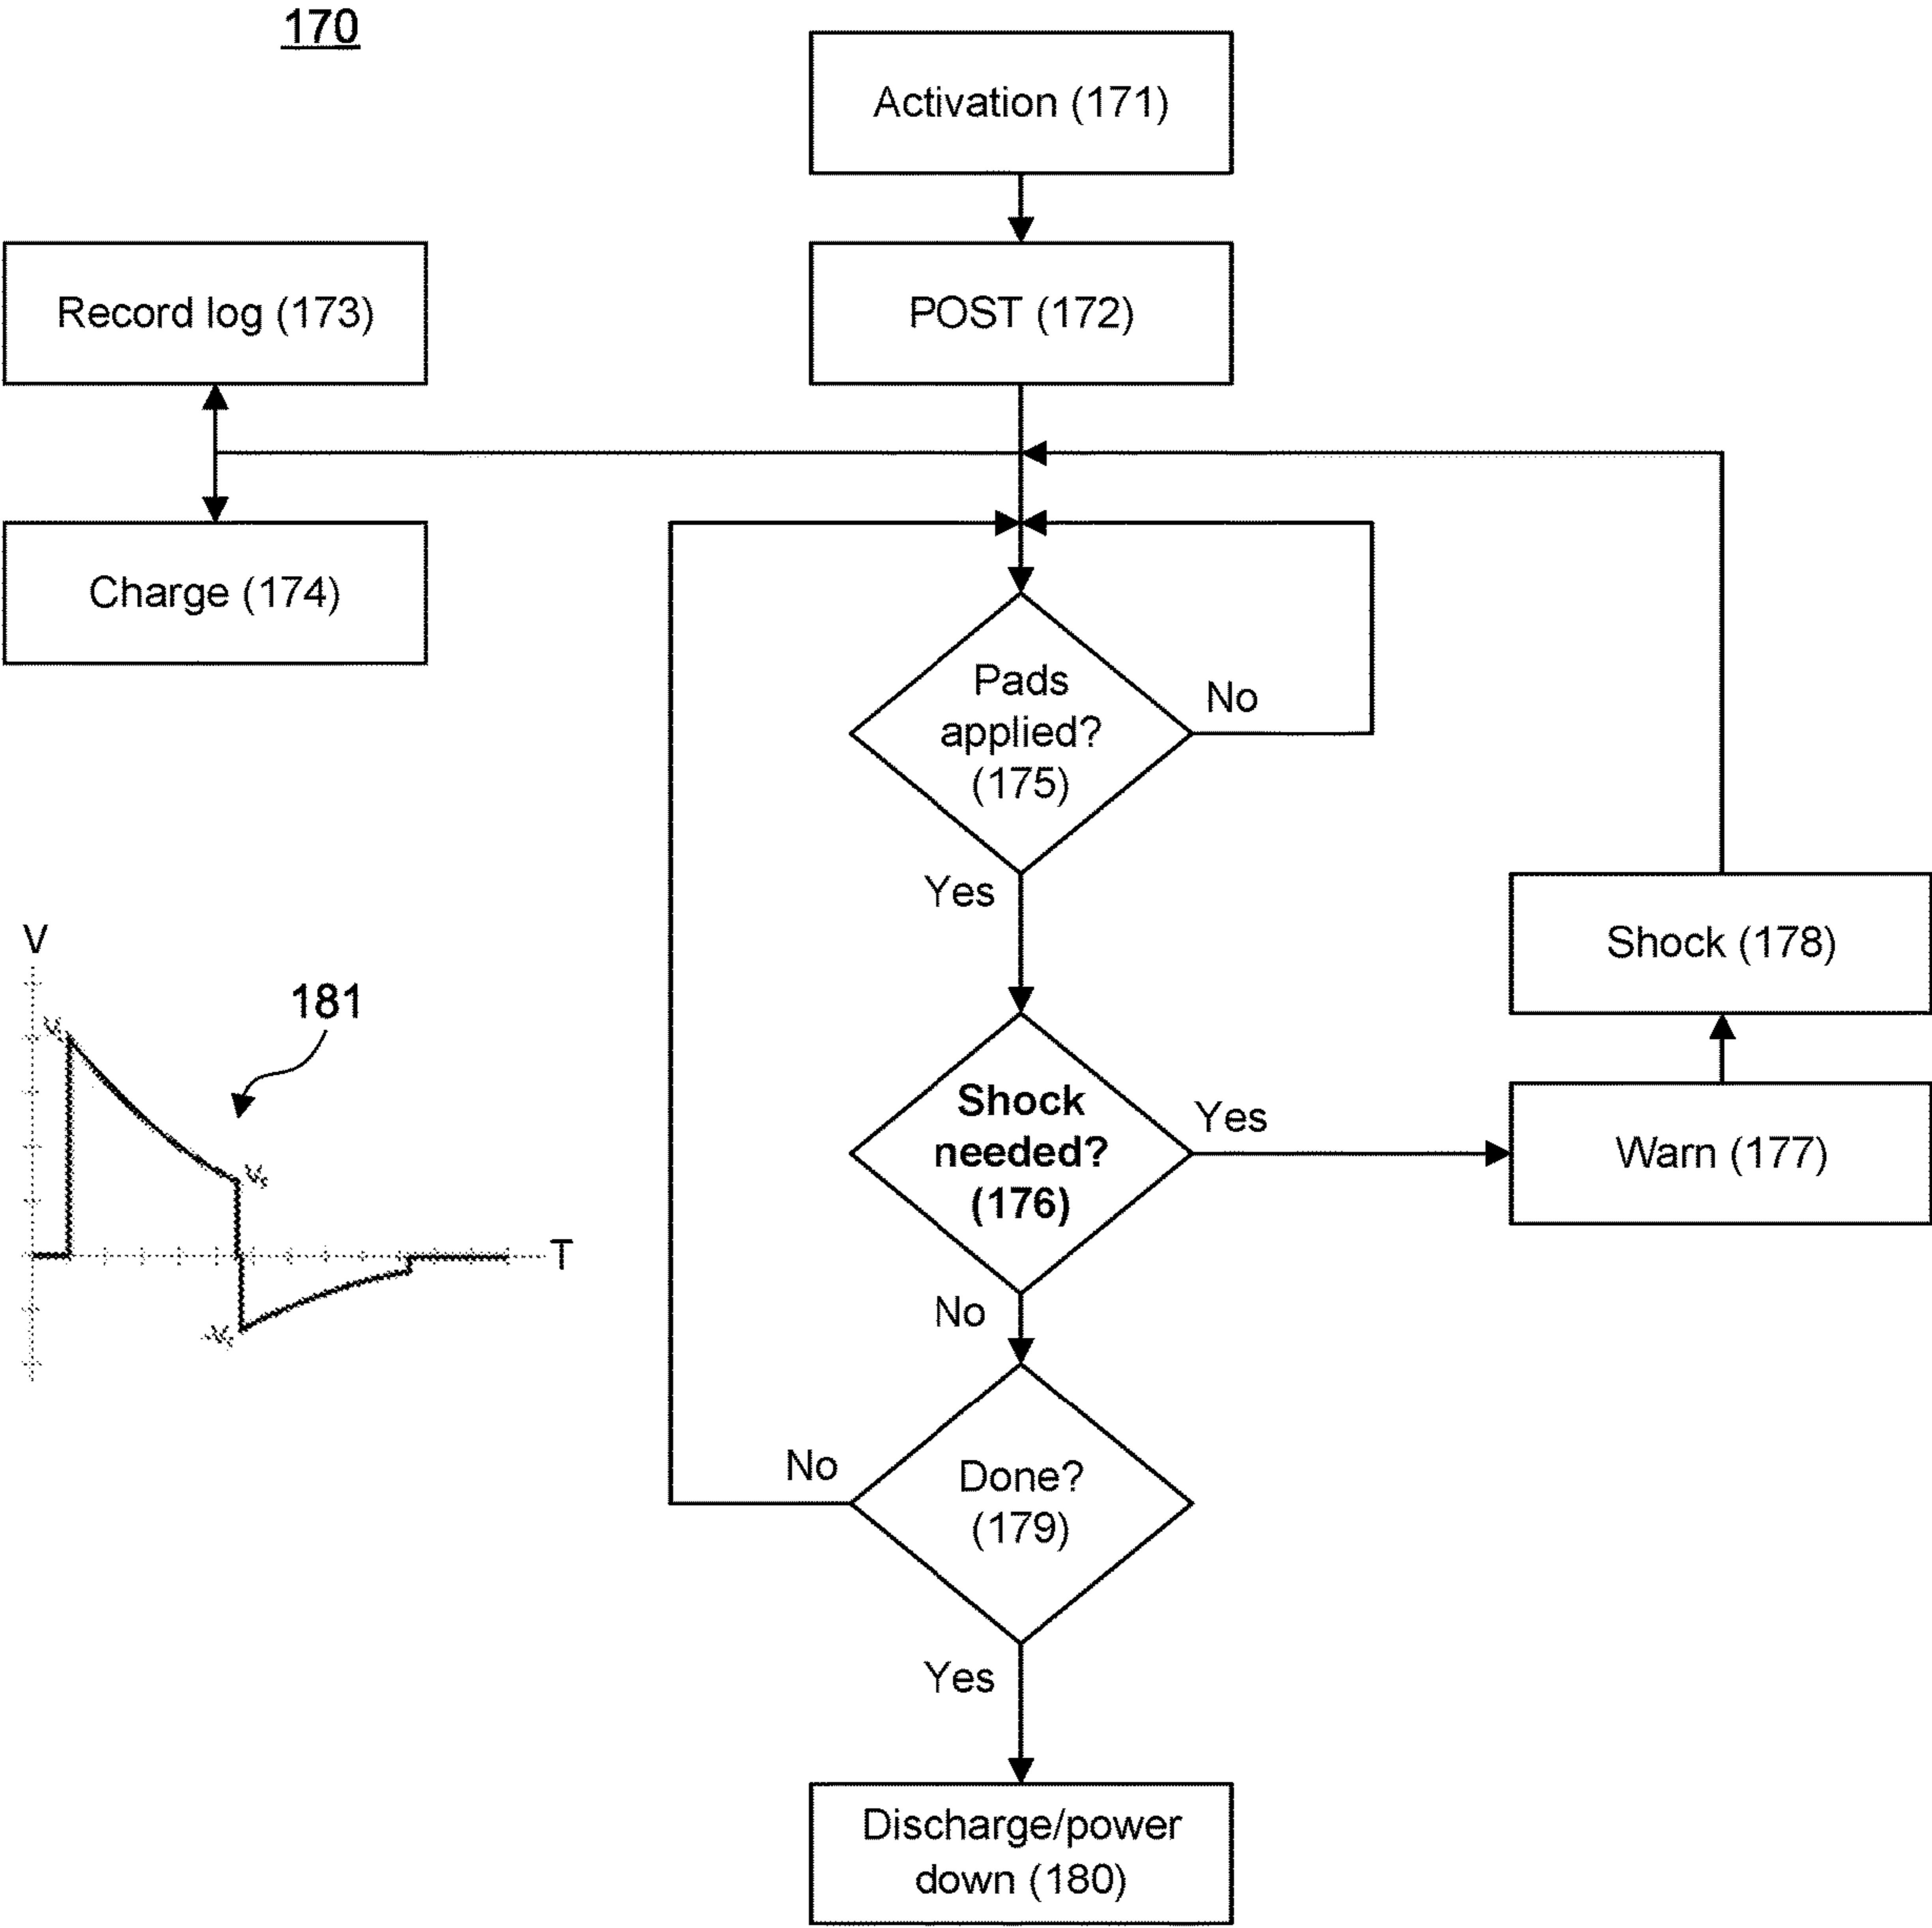 170
Activation (171)
Record log (173)
POST (172)
Charge (174)
Pads
applied?
(175)
No
Yes
Shock (178)
V
181
Shock
needed?
(176)
Yes
Warn (177)
T
No
No
Done?
(179)
Yes
Discharge/power
down (180)